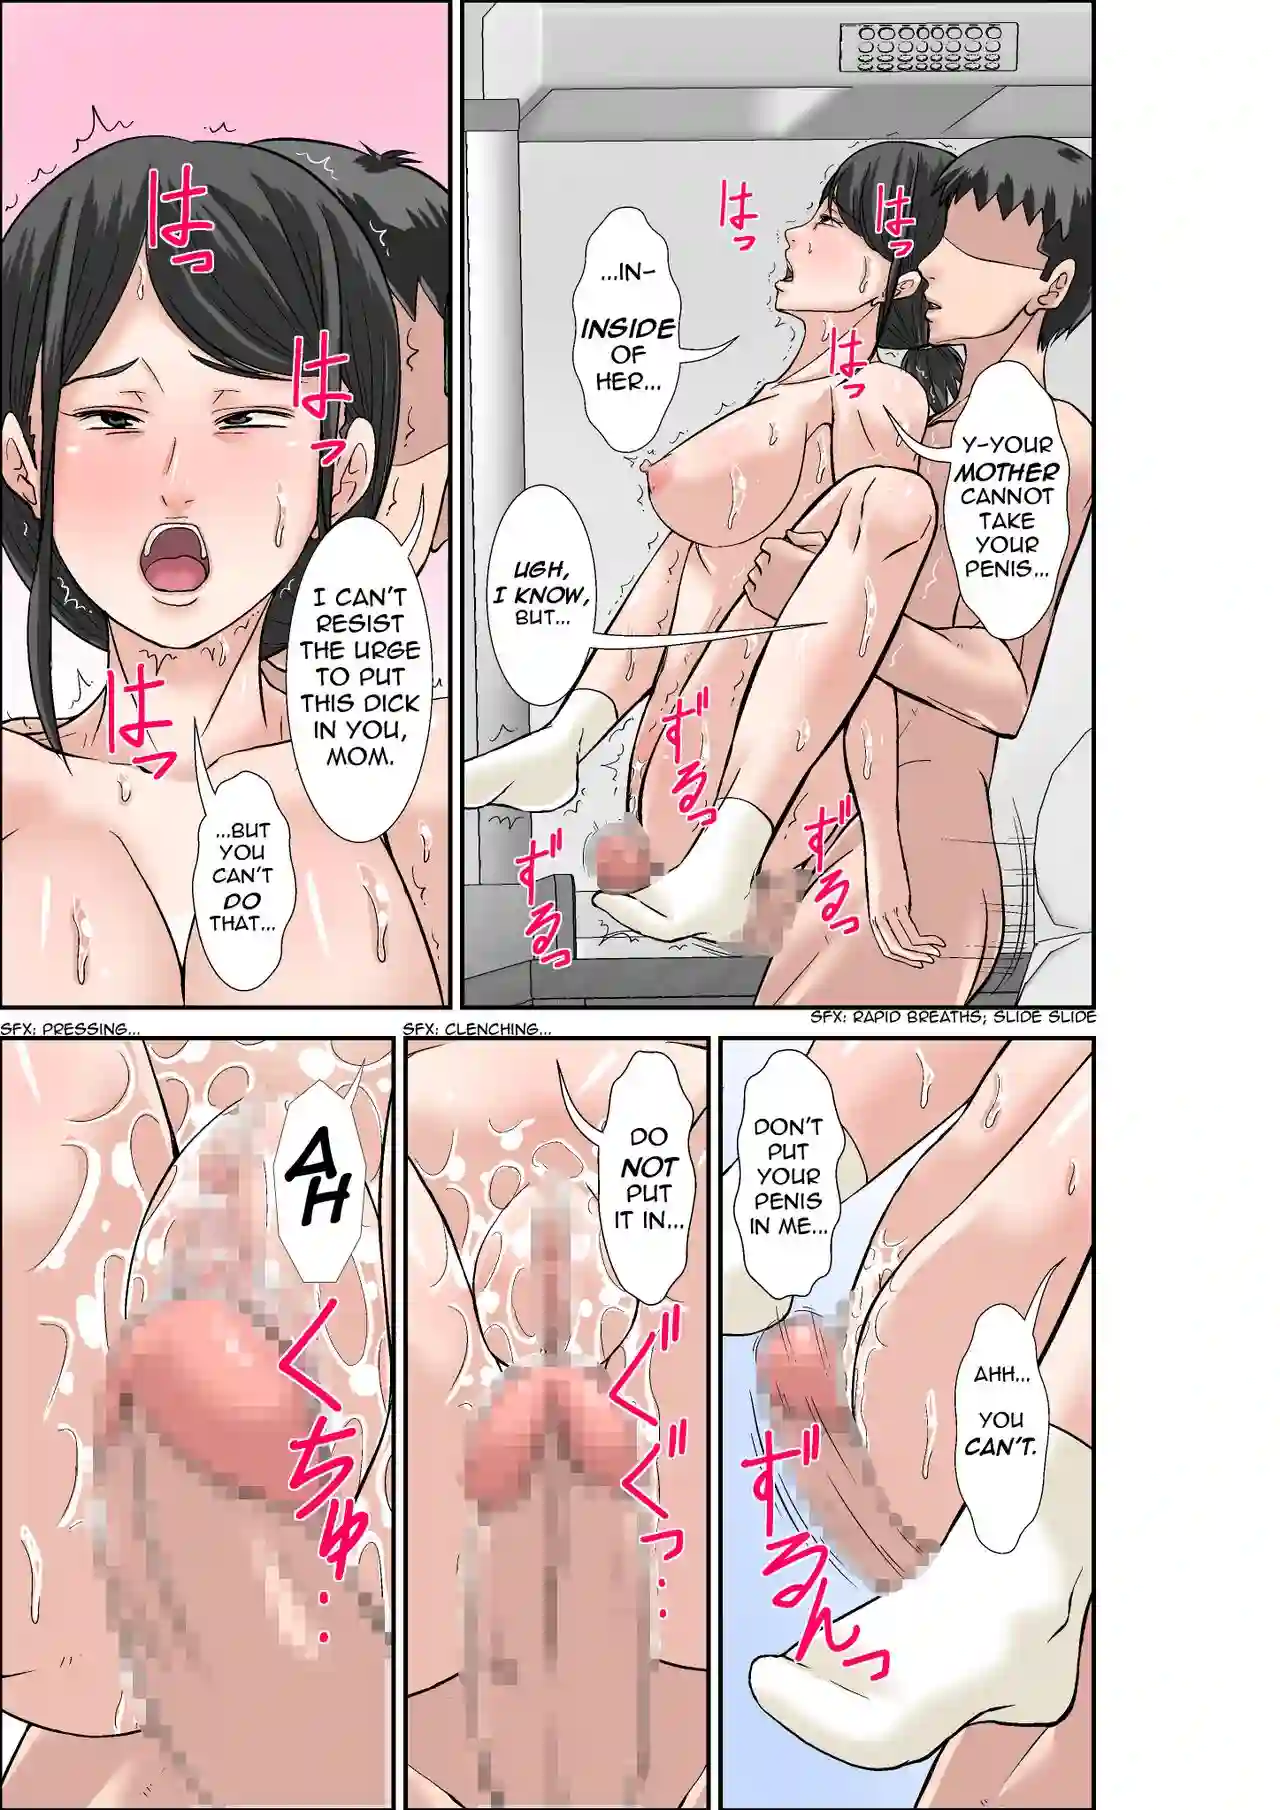 はっ
はっ
はっ
...IN-
INSIDE
OF
HER...
Y-YOUR
MOTHER
CANNOT
TAKE
YOUR
PENIS...
UGH,
I KNOW,
BUT...
ずるっ
ずるっ
ずるっ
SFX: RAPID BREATHS; SLIDE SLIDE
はっ
はっ
はっ
I CAN'T
RESIST
THE URGE
TO PUT
THIS DICK
IN YOU,
MOM.
...BUT
YOU
CAN'T
DO
THAT...
DON'T
PUT
YOUR
PENIS
IN ME...
AHH...
YOU
CAN'T.
ずるんっ
SFX: CLENCHING...
DO
NOT
PUT
IT IN...
ぐぐっ...
SFX: PRESSING...
AH
くちゅ...